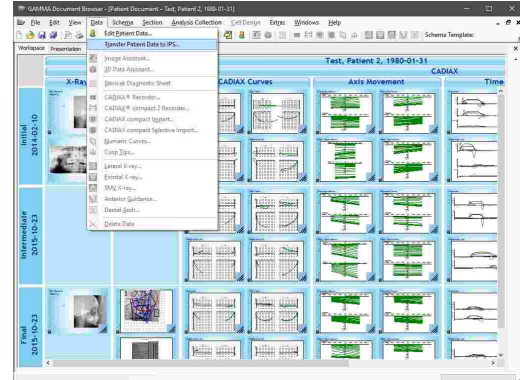 GAMMA Document Browser - [Patient Document - Test, Patient 2, 1980-01-31]
File Edit View Data Schema Section Analysis Collection Cell Design Extras Windows Help
Schema Template:
Workspace Presentation
Edit Patient Data...
Transfer Patient Data to IPS...
Image Assistant...
3D Data Assistant...
Slavicek Diagnostic Sheet
CADIAX® Recorder...
CADIAX® compact 2 Recorder...
CADIAX compact Import...
CADIAX compact Selective Import...
Numeric Curves...
Cusp Tips...
Lateral X-ray...
Frontal X-ray...
SMV X-ray...
Anterior Guidance...
Dental Arch...
Delete Data
Test, Patient 2, 1980-01-31
CADIAX
X-Ra
CADIAX Curves
Axis Movement
Time
Initial
2014-02-10
Intermediate
2015-10-23
Final
2015-10-23